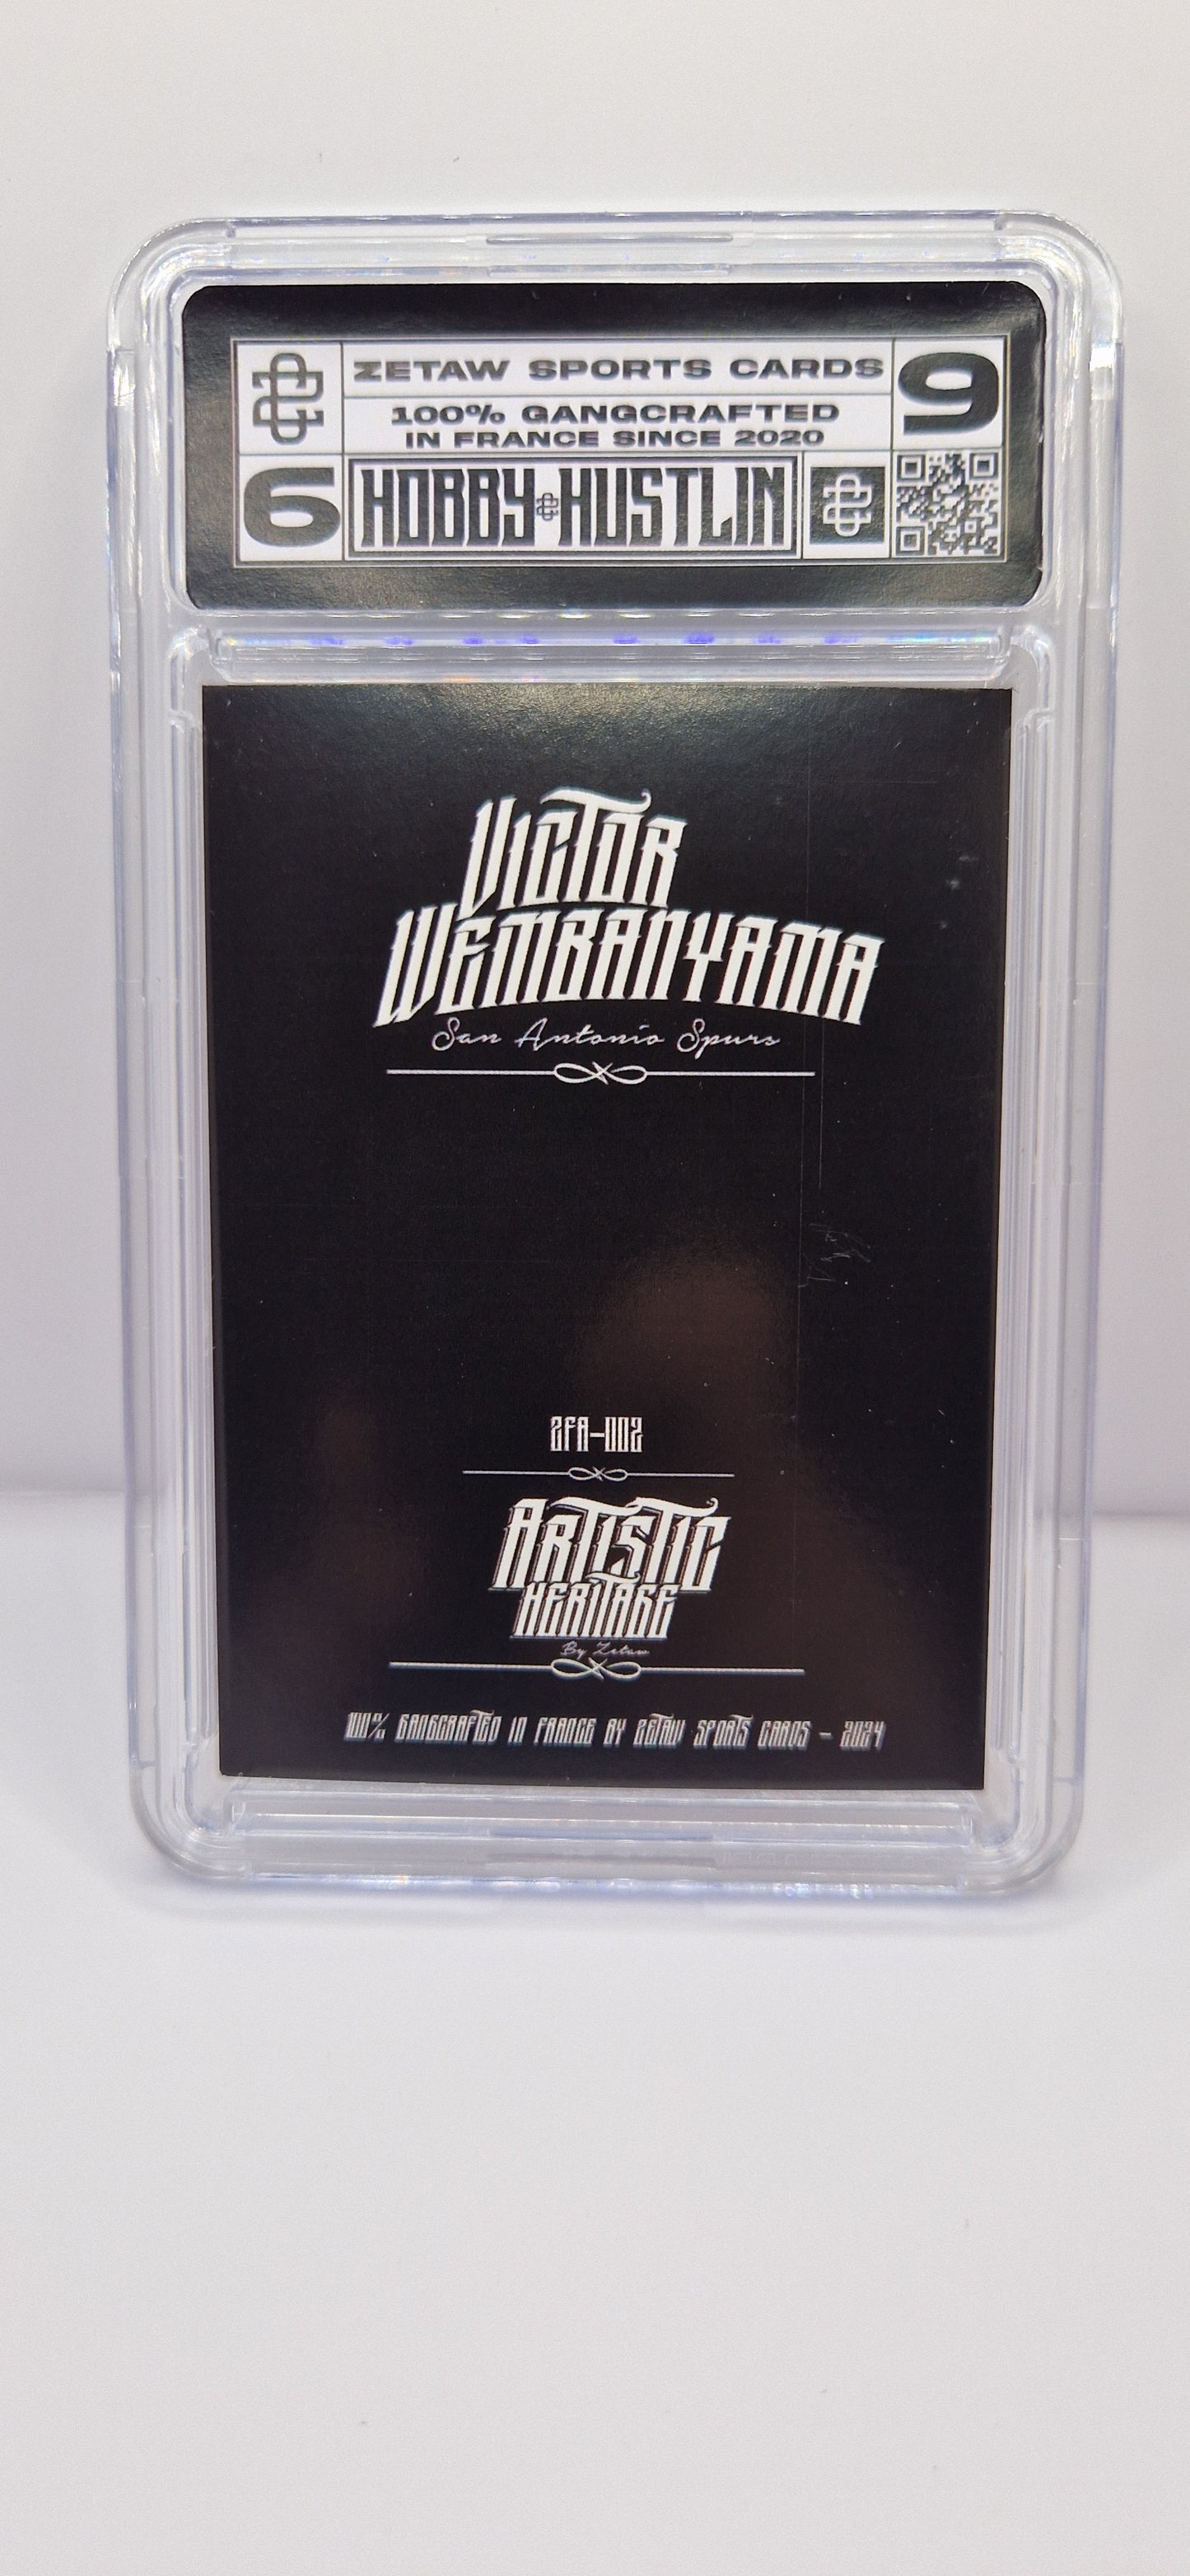 ZETAW SPORTS CARDS
9
100% GANGCRAFTED
IN FRANCE SINCE 2020
6
HOBBY HUSTLIN
VICTOR
WEMBANYAMA
San Antonio Spurs
ZFA-002
ARTISTIC
HERITAGE
By Zetaw
100% GANGCRAFTED IN FRANCE BY ZETAW SPORTS CARDS - 2024